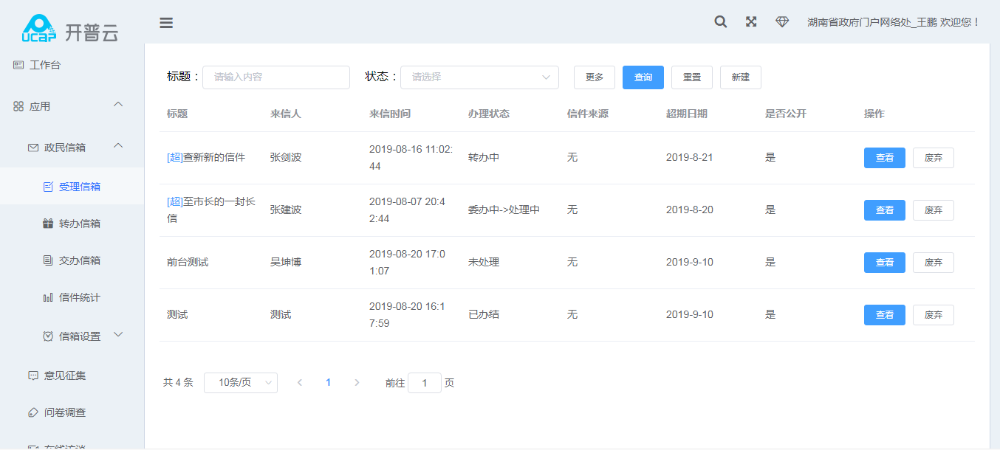 ucap 开普云
湖南省政府门户网络处_王鹏 欢迎您！
工作台
应用
政民信箱
受理信箱
转办信箱
交办信箱
信件统计
信箱设置
意见征集
问卷调查
在线访谈
标题： 请输入内容 状态： 请选择 更多 查询 重置 新建
标题 来信人 来信时间 办理状态 信件来源 超期日期 是否公开 操作
[超]查新新的信件 张剑波 2019-08-16 11:02:
44 转办中 无 2019-8-21 是 查看 废弃
[超]至市长的一封长
信 张建波 2019-08-07 20:4
2:44 委办中->处理中 无 2019-8-20 是 查看 废弃
前台测试 吴坤博 2019-08-20 17:0
1:07 未处理 无 2019-9-10 是 查看 废弃
测试 测试 2019-08-20 16:1
7:59 已办结 无 2019-9-10 是 查看 废弃
共 4 条 10条/页 1 前往 1 页